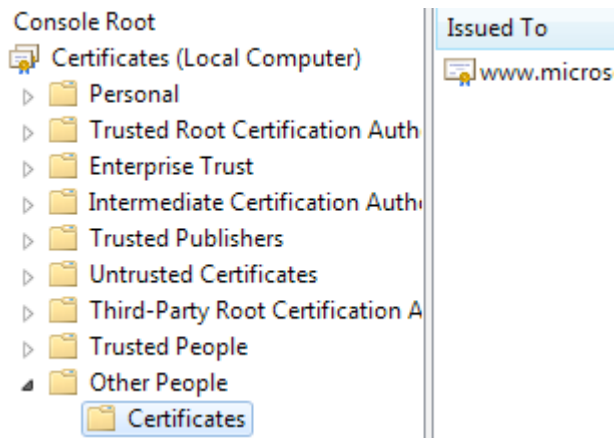 Console Root
Issued To
Certificates (Local Computer)
www.micros
Personal
Trusted Root Certification Auth
Enterprise Trust
Intermediate Certification Auth
Trusted Publishers
Untrusted Certificates
Third-Party Root Certification A
Trusted People
Other People
Certificates